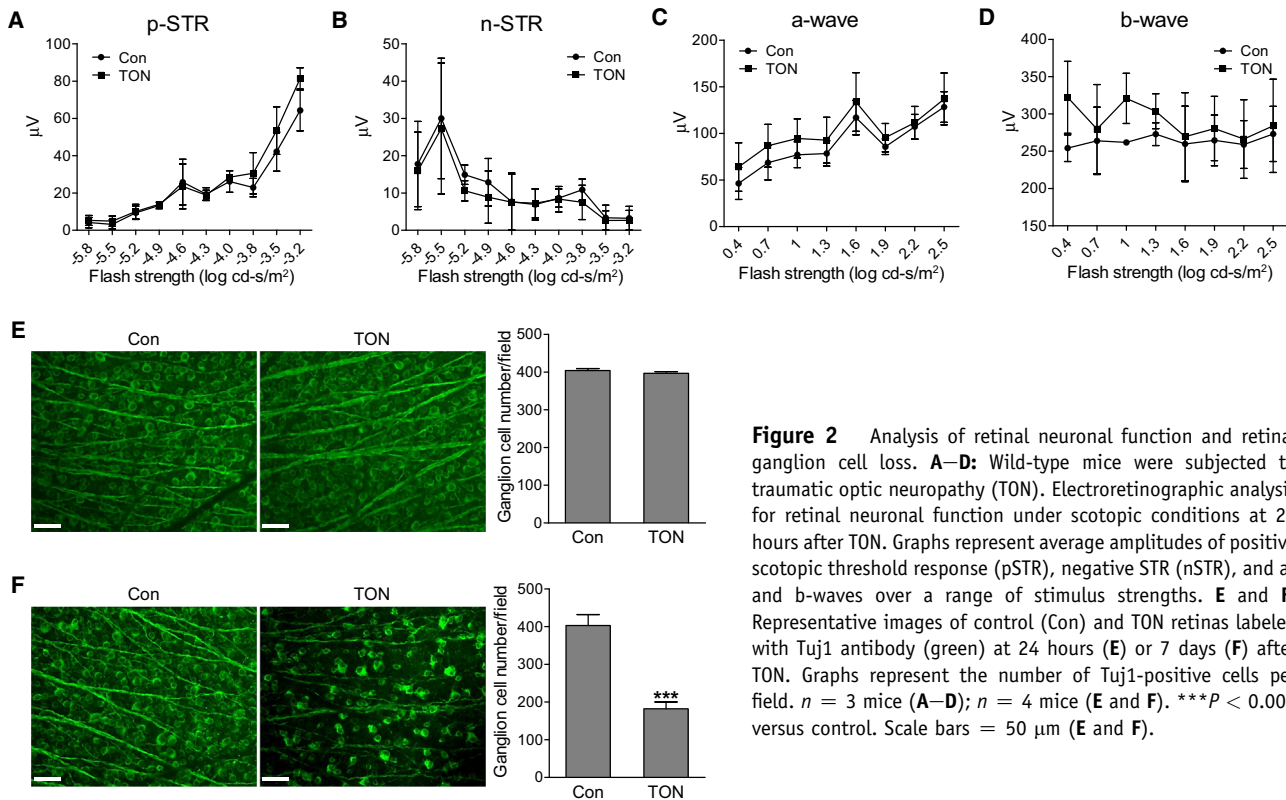 A
p-STR
Con
TON
100
80
60
40
20
0
µV
-5.8
-5.5
-5.2
-4.9
-4.6
-4.3
-4.0
-3.8
-3.5
-3.2
Flash strength (log cd-s/m²)
B
n-STR
Con
TON
50
40
30
20
10
0
µV
-5.8
-5.5
-5.2
-4.9
-4.6
-4.3
-4.0
-3.8
-3.5
-3.2
Flash strength (log cd-s/m²)
C
a-wave
Con
TON
200
150
100
50
0
µV
0.4
0.7
1
1.3
1.6
1.9
2.2
2.5
Flash strength (log cd-s/m²)
D
b-wave
Con
TON
400
350
300
250
200
150
µV
0.4
0.7
1
1.3
1.6
1.9
2.2
2.5
Flash strength (log cd-s/m²)
E
Con
TON
Ganglion cell number/field
500
400
300
200
100
0
Con
TON
F
Con
TON
Ganglion cell number/field
500
400
300
200
100
0
***
Con
TON
Figure 2 Analysis of retinal neuronal function and retina
ganglion cell loss. A–D: Wild-type mice were subjected t
traumatic optic neuropathy (TON). Electroretinographic analysi
for retinal neuronal function under scotopic conditions at 2
hours after TON. Graphs represent average amplitudes of positiv
scotopic threshold response (pSTR), negative STR (nSTR), and a
and b-waves over a range of stimulus strengths. E and F
Representative images of control (Con) and TON retinas labele
with Tuj1 antibody (green) at 24 hours (E) or 7 days (F) afte
TON. Graphs represent the number of Tuj1-positive cells pe
field. n = 3 mice (A–D); n = 4 mice (E and F). ***P < 0.00
versus control. Scale bars = 50 µm (E and F).